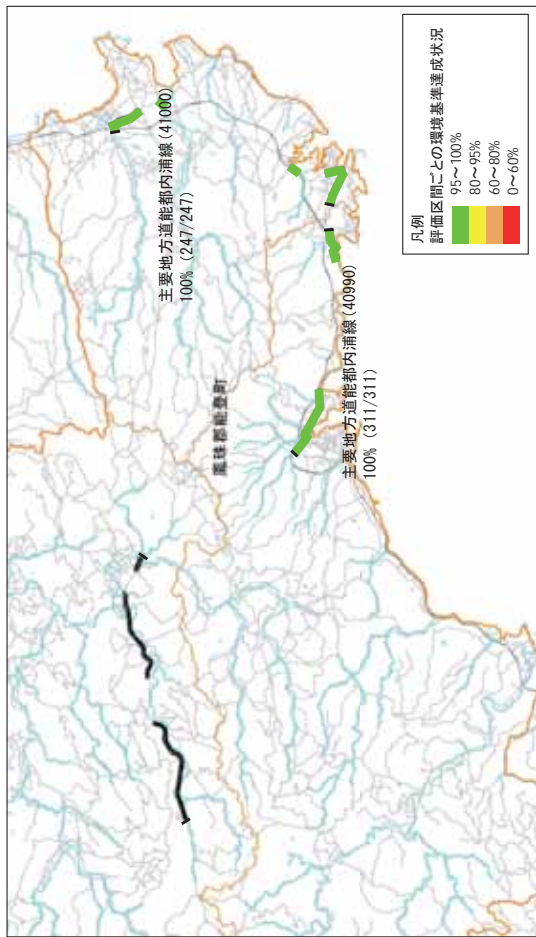 主要地方道能都内浦線(41000)
100% (247/247)
鳳珠郡能登町
主要地方道能都内浦線(40990)
100% (311/311)
凡例
評価区間ごとの環境基準達成状況
95～100%
80～95%
60～80%
0～60%